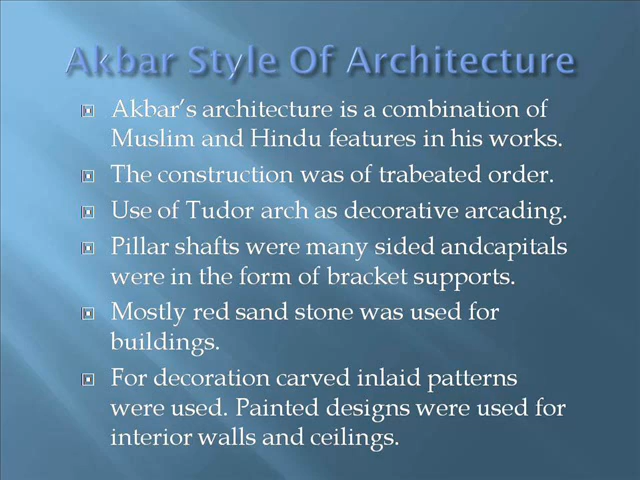 Akbar Style Of Architecture
Akbar’s architecture is a combination of
Muslim and Hindu features in his works.
The construction was of trabeated order.
Use of Tudor arch as decorative arcading.
Pillar shafts were many sided andcapitals
were in the form of bracket supports.
Mostly red sand stone was used for
buildings.
For decoration carved inlaid patterns
were used. Painted designs were used for
interior walls and ceilings.